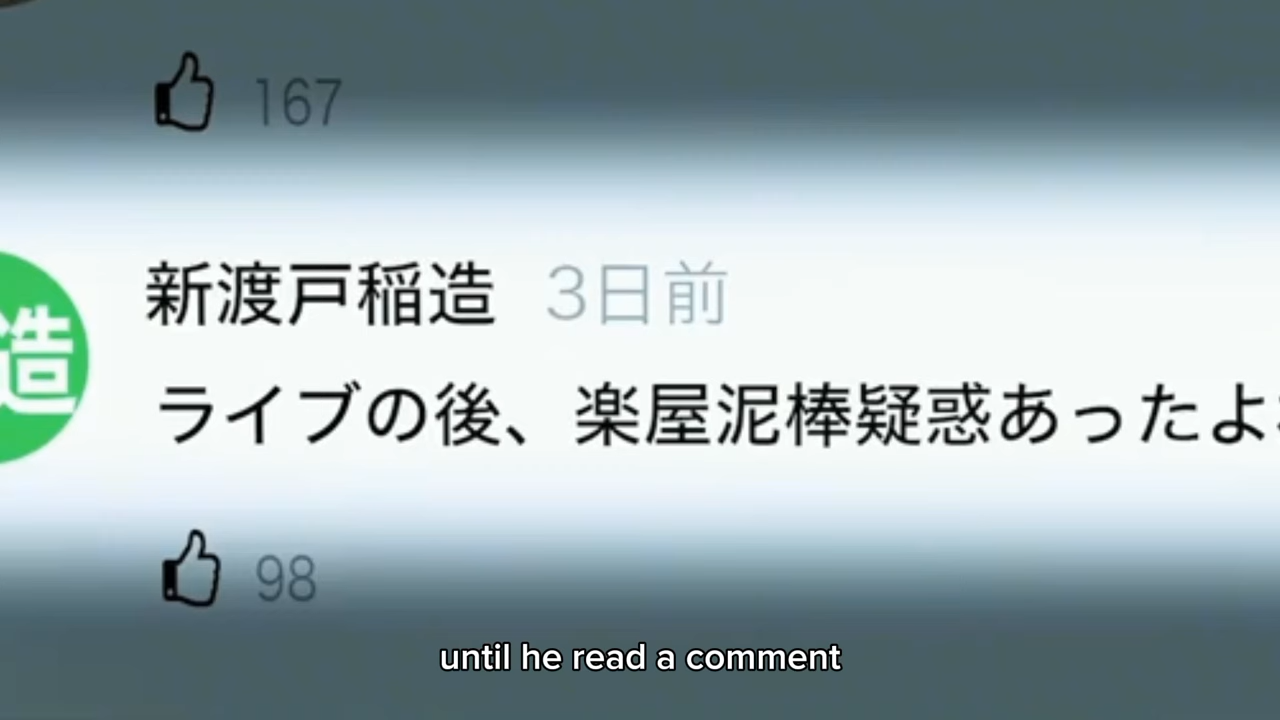 167
新渡戸稲造 3日前
造
ライブの後、楽屋泥棒疑惑あったよ
98
until he read a comment